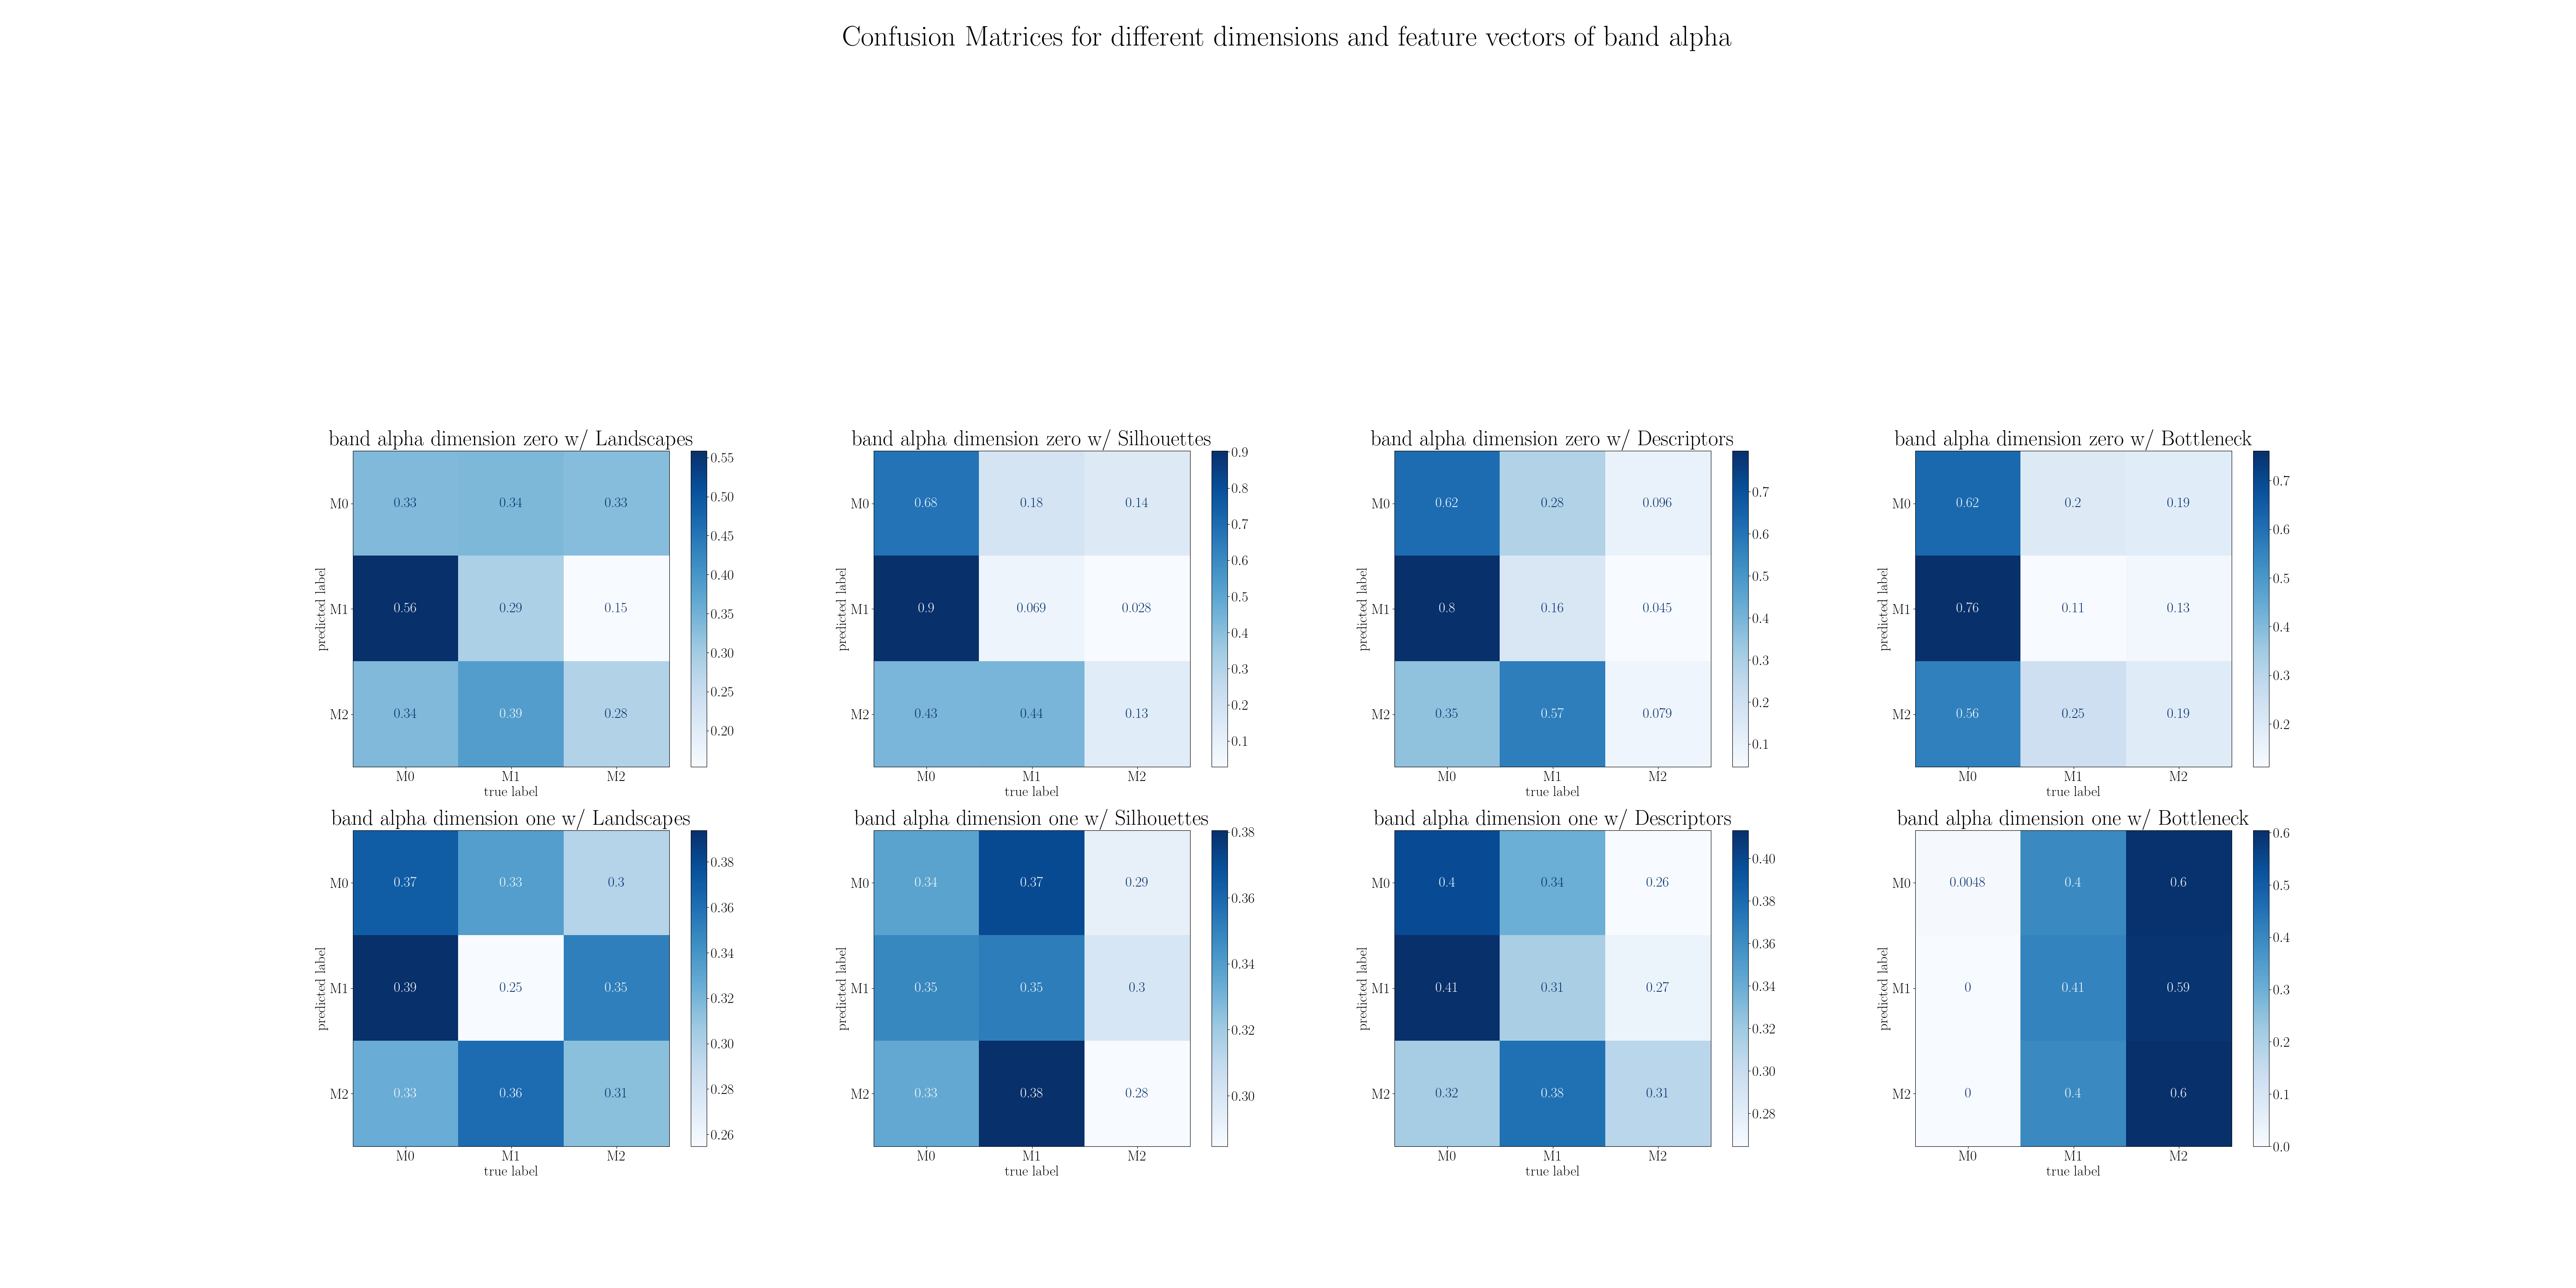 Confusion Matrices for different dimensions and feature vectors of band alpha
band alpha dimension zero w/ Landscapes
predicted label
M0 0.33 0.34 0.33
M1 0.56 0.29 0.15
M2 0.34 0.39 0.28
M0 M1 M2
true label
0.55
0.50
0.45
0.40
0.35
0.30
0.25
0.20
band alpha dimension zero w/ Silhouettes
predicted label
M0 0.68 0.18 0.14
M1 0.9 0.069 0.028
M2 0.43 0.44 0.13
M0 M1 M2
true label
0.9
0.8
0.7
0.6
0.5
0.4
0.3
0.2
0.1
band alpha dimension zero w/ Descriptors
predicted label
M0 0.62 0.28 0.096
M1 0.8 0.16 0.045
M2 0.35 0.57 0.079
M0 M1 M2
true label
0.7
0.6
0.5
0.4
0.3
0.2
0.1
band alpha dimension zero w/ Bottleneck
predicted label
M0 0.62 0.2 0.19
M1 0.76 0.11 0.13
M2 0.56 0.25 0.19
M0 M1 M2
true label
0.7
0.6
0.5
0.4
0.3
0.2
band alpha dimension one w/ Landscapes
predicted label
M0 0.37 0.33 0.3
M1 0.39 0.25 0.35
M2 0.33 0.36 0.31
M0 M1 M2
true label
0.38
0.36
0.34
0.32
0.30
0.28
0.26
band alpha dimension one w/ Silhouettes
predicted label
M0 0.34 0.37 0.29
M1 0.35 0.35 0.3
M2 0.33 0.38 0.28
M0 M1 M2
true label
0.38
0.36
0.34
0.32
0.30
band alpha dimension one w/ Descriptors
predicted label
M0 0.4 0.34 0.26
M1 0.41 0.31 0.27
M2 0.32 0.38 0.31
M0 M1 M2
true label
0.40
0.38
0.36
0.34
0.32
0.30
0.28
band alpha dimension one w/ Bottleneck
predicted label
M0 0.0048 0.4 0.6
M1 0 0.41 0.59
M2 0 0.4 0.6
M0 M1 M2
true label
0.6
0.5
0.4
0.3
0.2
0.1
0.0